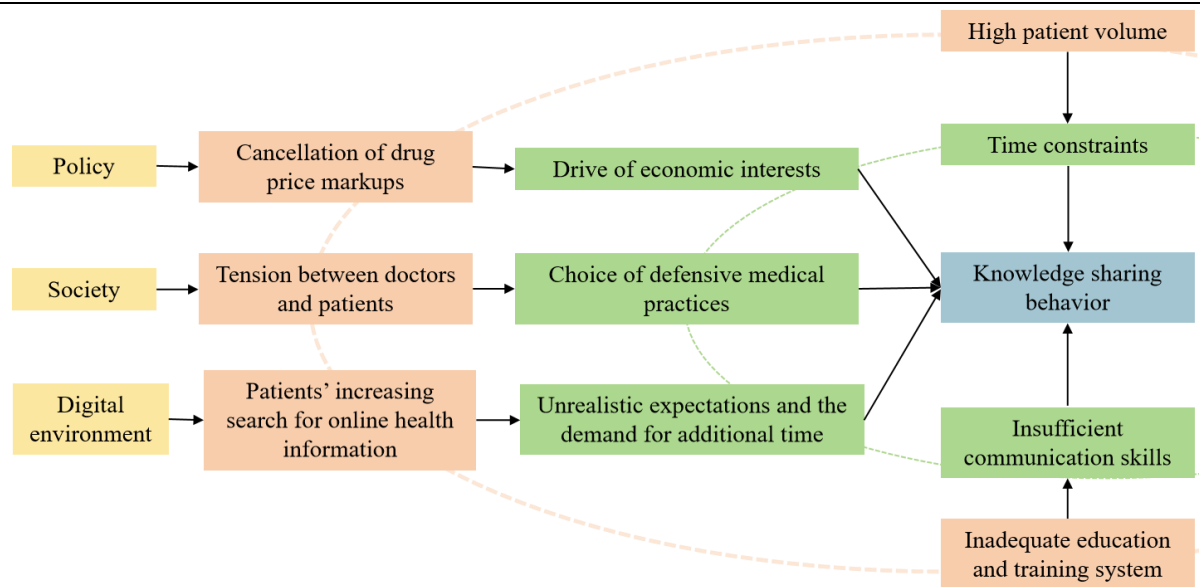 High patient volume
Time constraints
Policy
Cancellation of drug
price markups
Drive of economic interests
Society
Tension between doctors
and patients
Choice of defensive medical
practices
Knowledge sharing
behavior
Digital
environment
Patients’ increasing
search for online health
information
Unrealistic expectations and the
demand for additional time
Insufficient
communication skills
Inadequate education
and training system